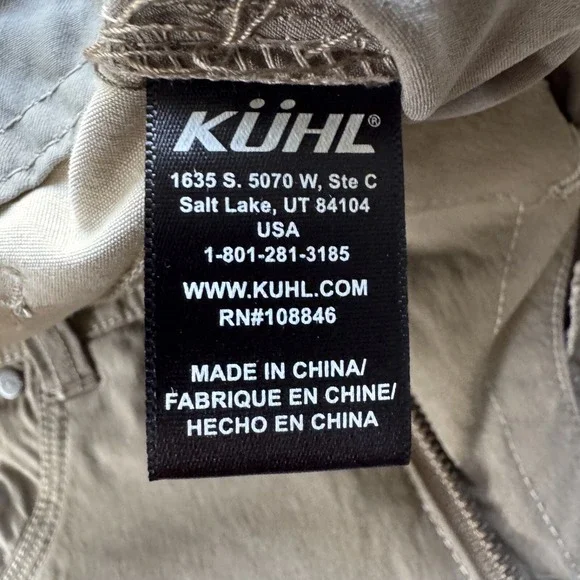 KÜHL®
1635 S. 5070 W, Ste C
Salt Lake, UT 84104
USA
1-801-281-3185
WWW.KUHL.COM
RN#108846
MADE IN CHINA/
FABRIQUE EN CHINE/
HECHO EN CHINA